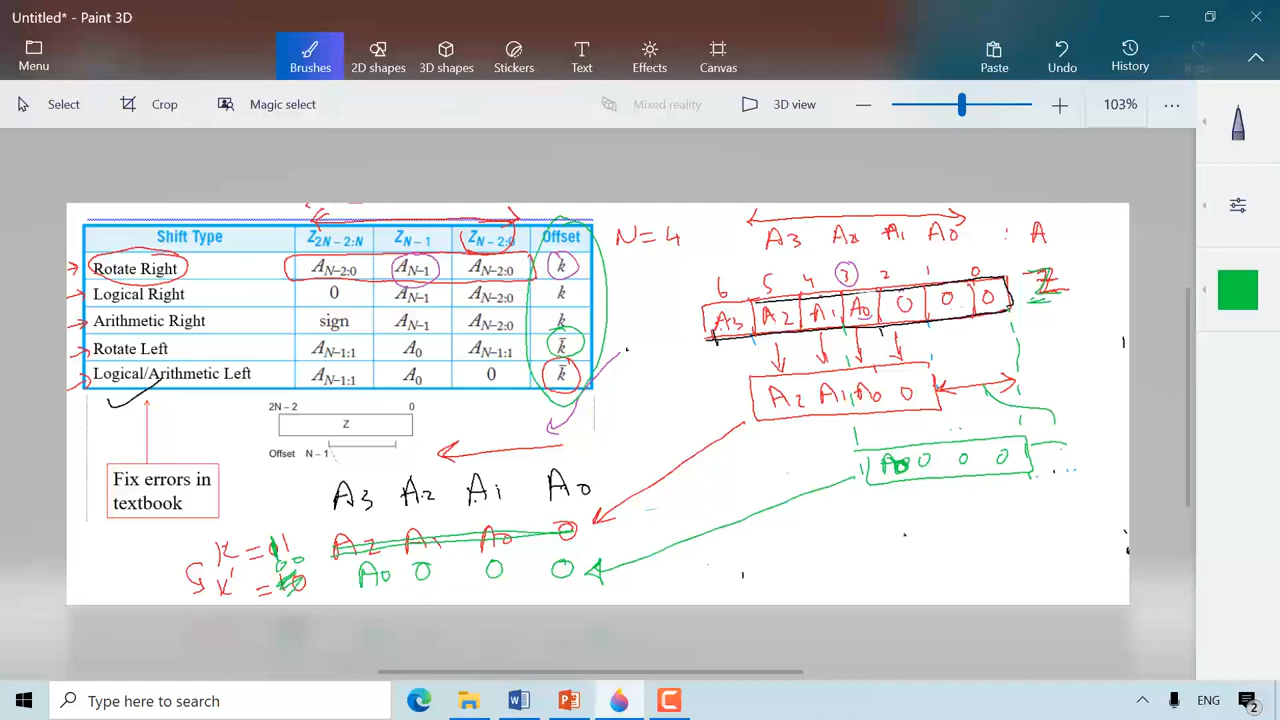 Untitled* - Paint 3D
Menu
Brushes
2D shapes
3D shapes
Stickers
Text
Effects
Canvas
Paste
Undo
History
Redo
Select
Crop
Magic select
Mixed reality
3D view
103%
Shift Type Z2N – 2:N ZN – 1 ZN – 2:0 Offset
Rotate Right AN–2:0 AN–1 AN–2:0 k
Logical Right 0 AN–1 AN–2:0 k
Arithmetic Right sign AN–1 AN–2:0 k
Rotate Left AN–1:1 A0 AN–1:1 k̅
Logical/Arithmetic Left AN–1:1 A0 0 k̅
2N – 2 0
Z
Offset N – 1
Fix errors in
textbook
N = 4
A3 A2 A1 A0 : A
6 5 4 3 2 1 0
A3 A2 A1 A0 0 0 0 Z
A2 A1 A0 0
A0 0 0 0
A3 A2 A1 A0
A2 A1 A0 0
A0 0 0 0
Type here to search
ENG
2